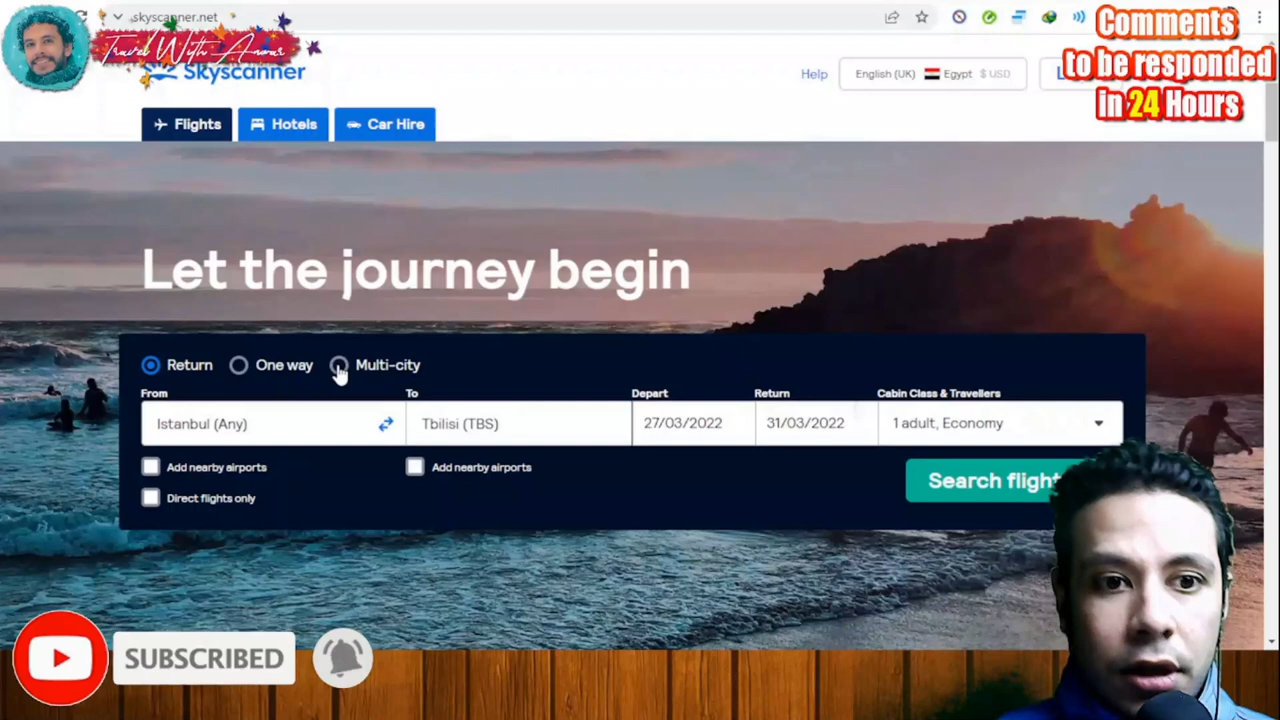 skyscanner.net
Travel With Anwar
Comments
to be responded
in 24 Hours
Skyscanner
Help
English (UK) Egypt $ USD
Flights
Hotels
Car Hire
Let the journey begin
Return
One way
Multi-city
From
To
Depart
Return
Cabin Class & Travellers
Istanbul (Any)
Tbilisi (TBS)
27/03/2022
31/03/2022
1 adult, Economy
Add nearby airports
Add nearby airports
Direct flights only
Search flight
SUBSCRIBED